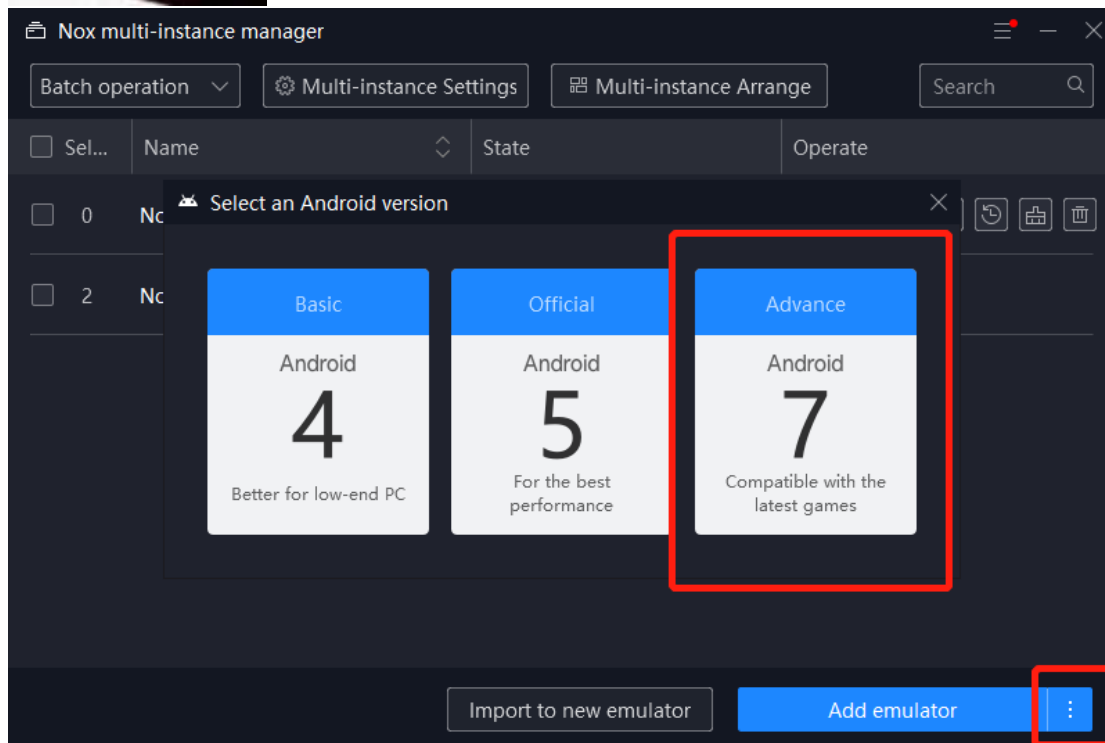 Nox multi-instance manager
Batch operation
Multi-instance Settings
Multi-instance Arrange
Search
Sel...
Name
State
Operate
0
2
Select an Android version
Basic
Android
4
Better for low-end PC
Official
Android
5
For the best
performance
Advance
Android
7
Compatible with the
latest games
Import to new emulator
Add emulator